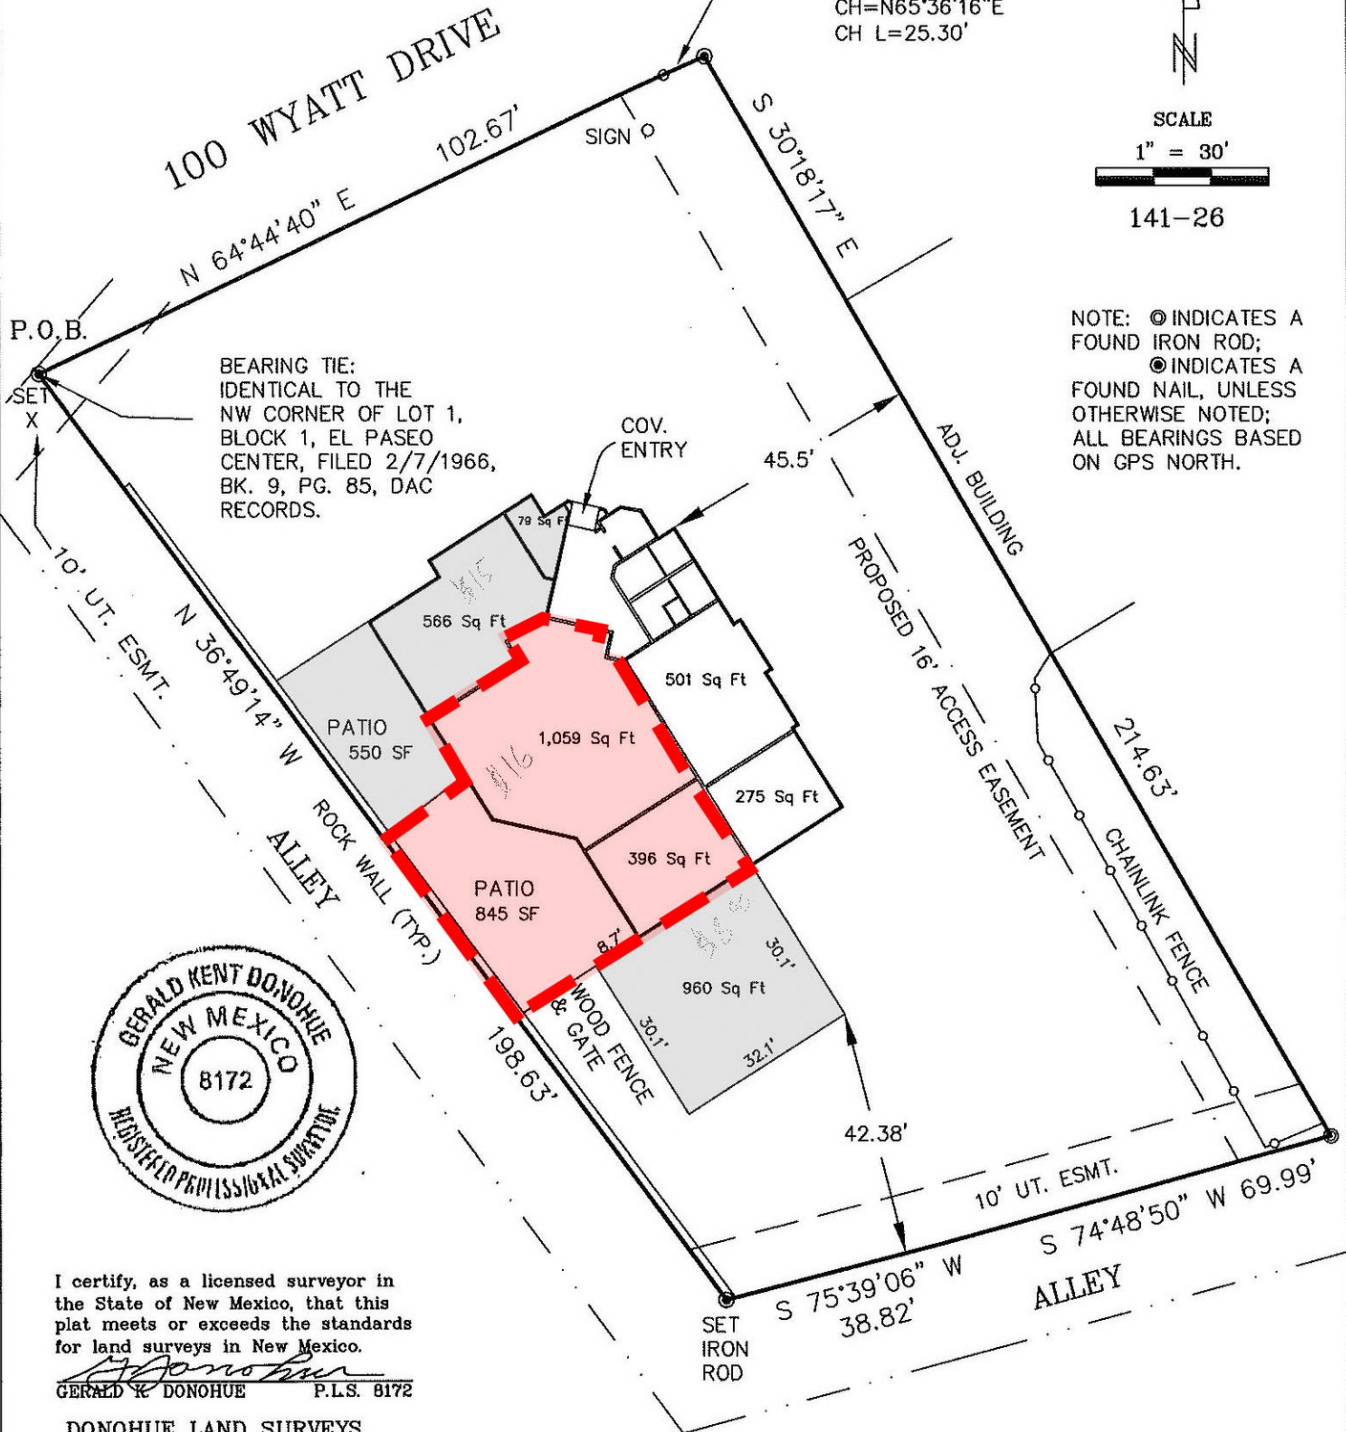 CH=N65°36'16"E
CH L=25.30'
100 WYATT DRIVE
N 64°44'40" E
102.67'
SIGN
S 30°18'17" E
214.63'
N
SCALE
1" = 30'
141-26
NOTE: ◎ INDICATES A
FOUND IRON ROD;
◉ INDICATES A
FOUND NAIL, UNLESS
OTHERWISE NOTED;
ALL BEARINGS BASED
ON GPS NORTH.
P.O.B.
SET
X
BEARING TIE:
IDENTICAL TO THE
NW CORNER OF LOT 1,
BLOCK 1, EL PASEO
CENTER, FILED 2/7/1966,
BK. 9, PG. 85, DAC
RECORDS.
COV.
ENTRY
45.5'
ADJ. BUILDING
PROPOSED 16' ACCESS EASEMENT
CHAINLINK FENCE
10' UT. ESMT.
N 36°49'14" W
198.63'
ROCK WALL (TYP.)
ALLEY
79 Sq Ft
566 Sq Ft
501 Sq Ft
PATIO
550 SF
1,059 Sq Ft
$16
275 Sq Ft
396 Sq Ft
PATIO
845 SF
8.7'
960 Sq Ft
30.1'
30.1'
32.1'
WOOD FENCE
& GATE
42.38'
10' UT. ESMT.
S 75°39'06" W
38.82'
S 74°48'50" W 69.99'
ALLEY
SET
IRON
ROD
GERALD KENT DONOHUE
NEW MEXICO
8172
REGISTERED PROFESSIONAL SURVEYOR
I certify, as a licensed surveyor in
the State of New Mexico, that this
plat meets or exceeds the standards
for land surveys in New Mexico.
GERALD K. DONOHUE P.L.S. 8172
DONOHUE LAND SURVEYS